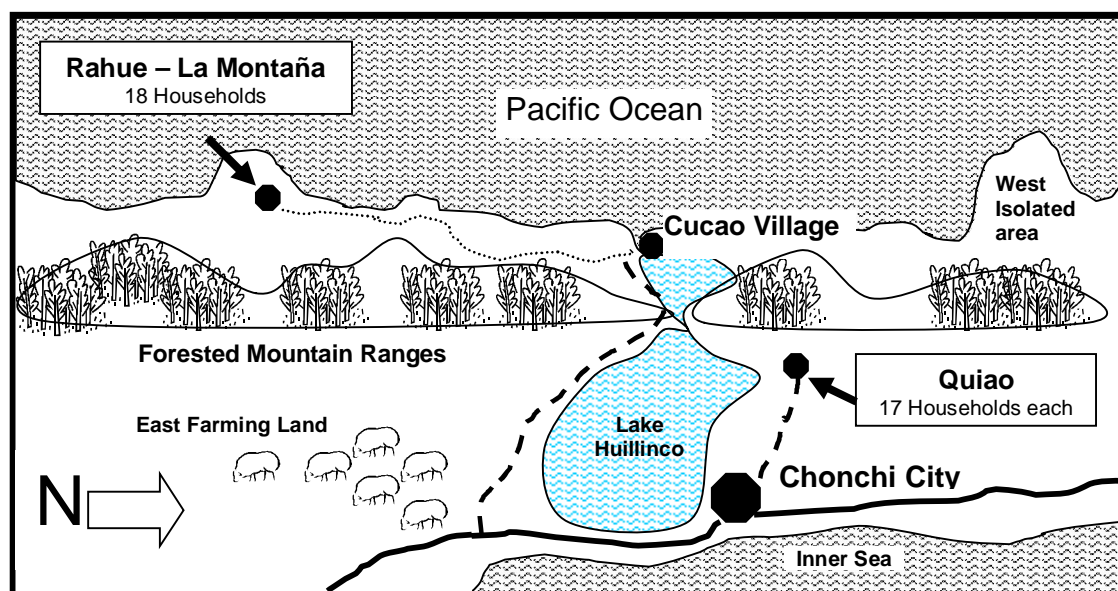 Rahue – La Montaña
18 Households
Pacific Ocean
West
Isolated
area
Cucao Village
Forested Mountain Ranges
Quiao
17 Households each
East Farming Land
Lake
Huillinco
N
Chonchi City
Inner Sea